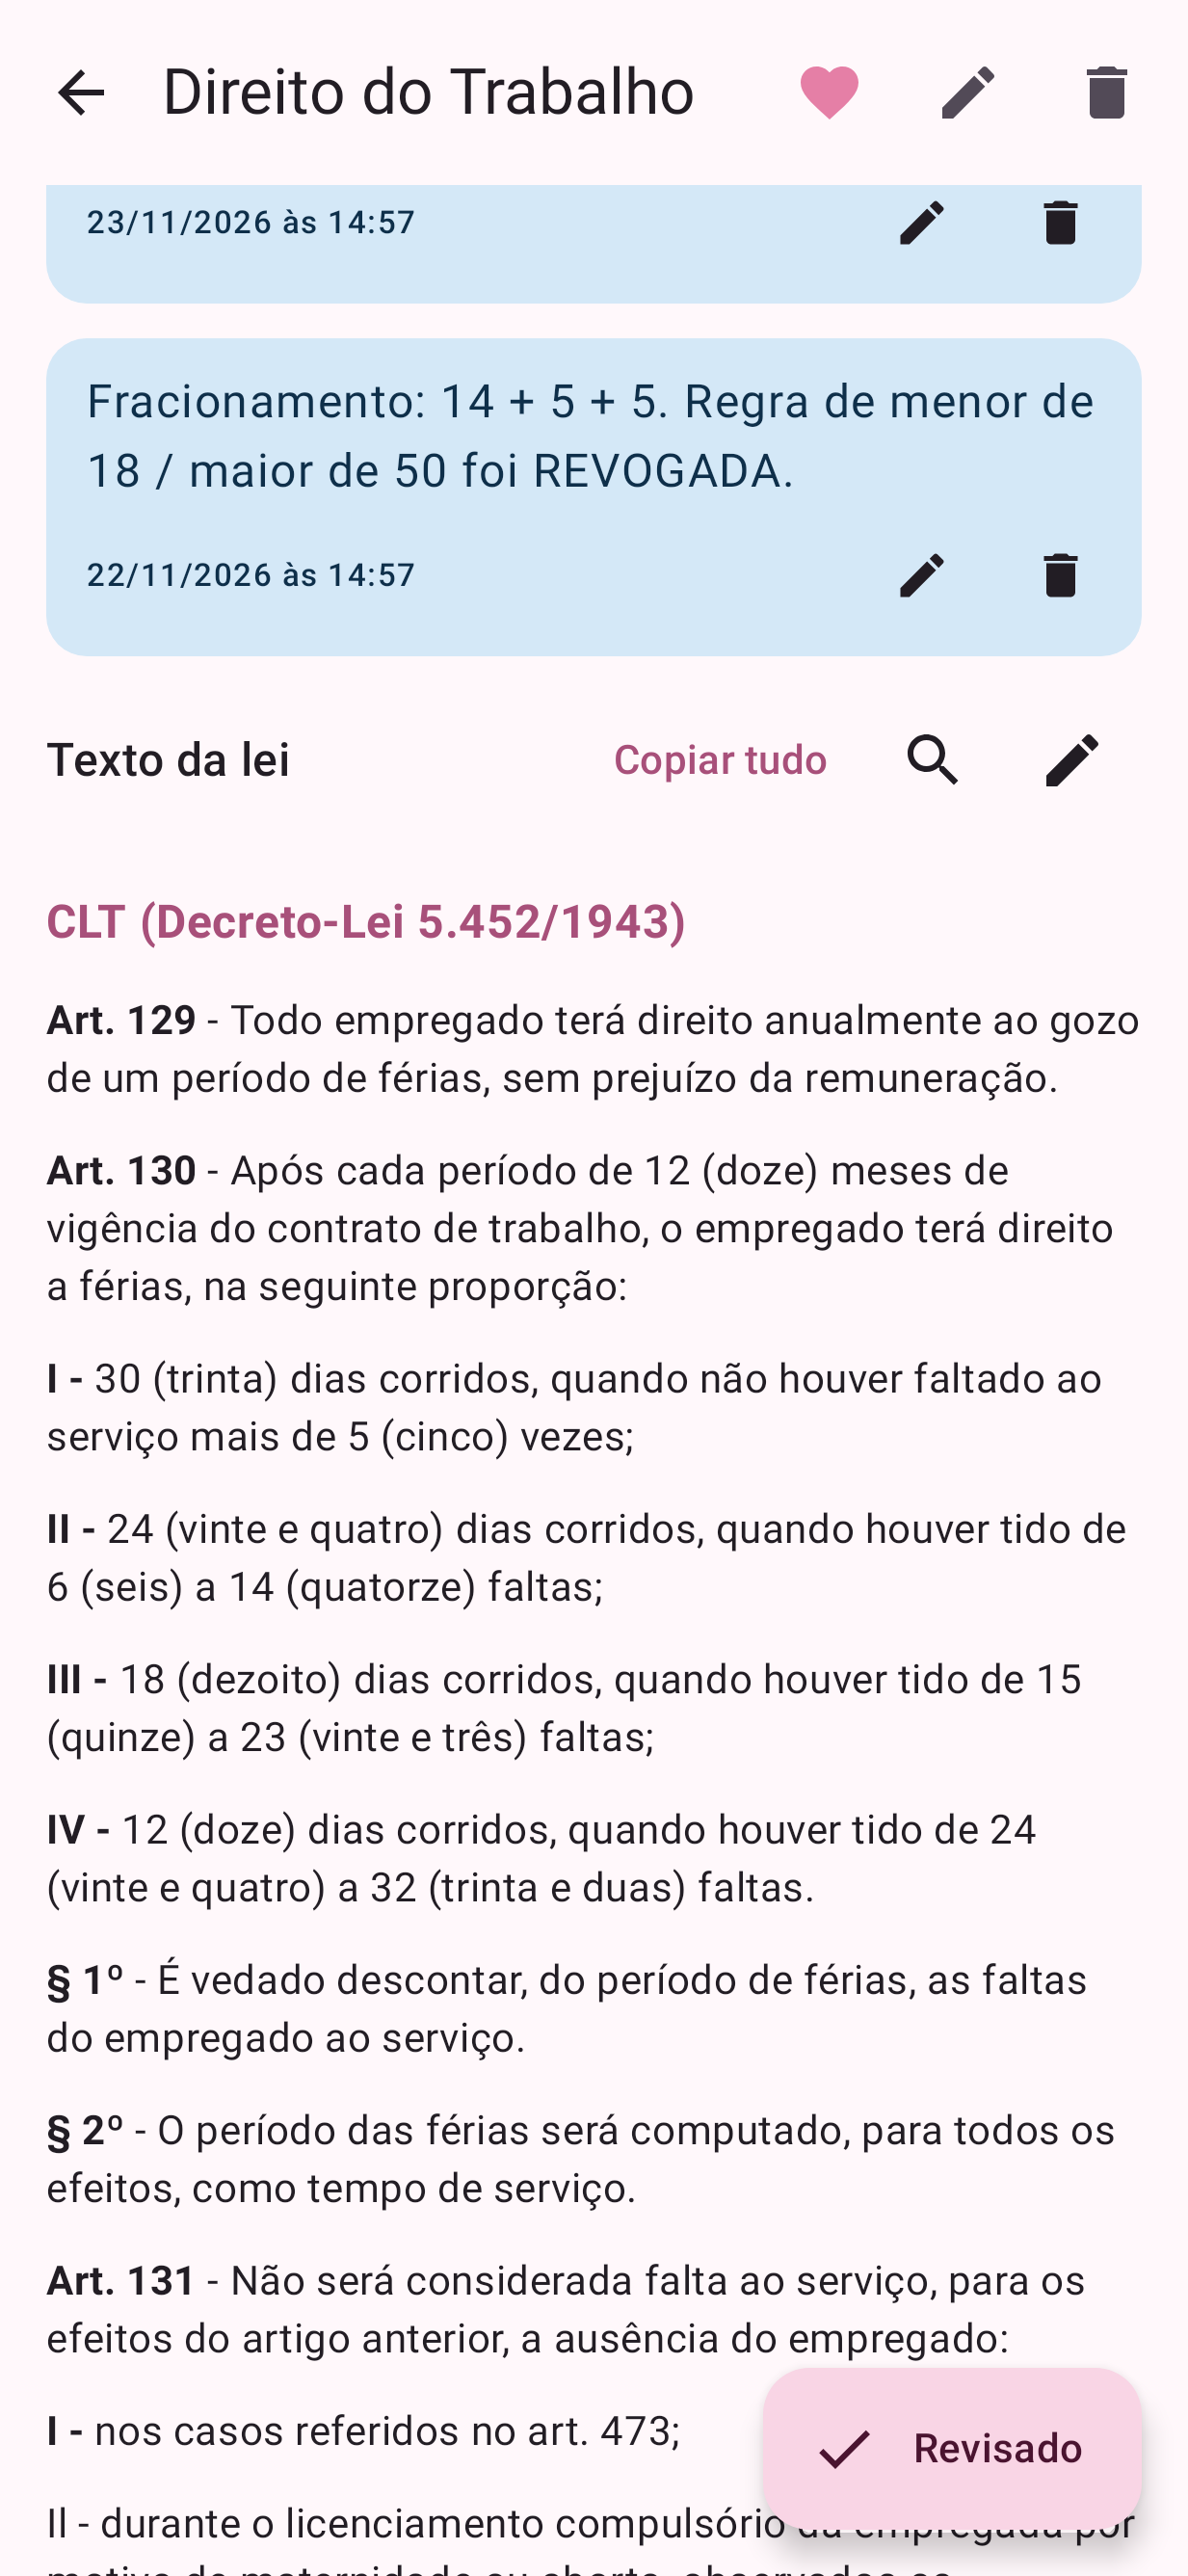 Direito do Trabalho
23/11/2026 às 14:57
Fracionamento: 14 + 5 + 5. Regra de menor de
18 / maior de 50 foi REVOGADA.
22/11/2026 às 14:57
Texto da lei
Copiar tudo
CLT (Decreto-Lei 5.452/1943)
Art. 129 - Todo empregado terá direito anualmente ao gozo
de um período de férias, sem prejuízo da remuneração.
Art. 130 - Após cada período de 12 (doze) meses de
vigência do contrato de trabalho, o empregado terá direito
a férias, na seguinte proporção:
I - 30 (trinta) dias corridos, quando não houver faltado ao
serviço mais de 5 (cinco) vezes;
II - 24 (vinte e quatro) dias corridos, quando houver tido de
6 (seis) a 14 (quatorze) faltas;
III - 18 (dezoito) dias corridos, quando houver tido de 15
(quinze) a 23 (vinte e três) faltas;
IV - 12 (doze) dias corridos, quando houver tido de 24
(vinte e quatro) a 32 (trinta e duas) faltas.
§ 1º - É vedado descontar, do período de férias, as faltas
do empregado ao serviço.
§ 2º - O período das férias será computado, para todos os
efeitos, como tempo de serviço.
Art. 131 - Não será considerada falta ao serviço, para os
efeitos do artigo anterior, a ausência do empregado:
I - nos casos referidos no art. 473;
Revisado
Il - durante o licenciamento compulsório